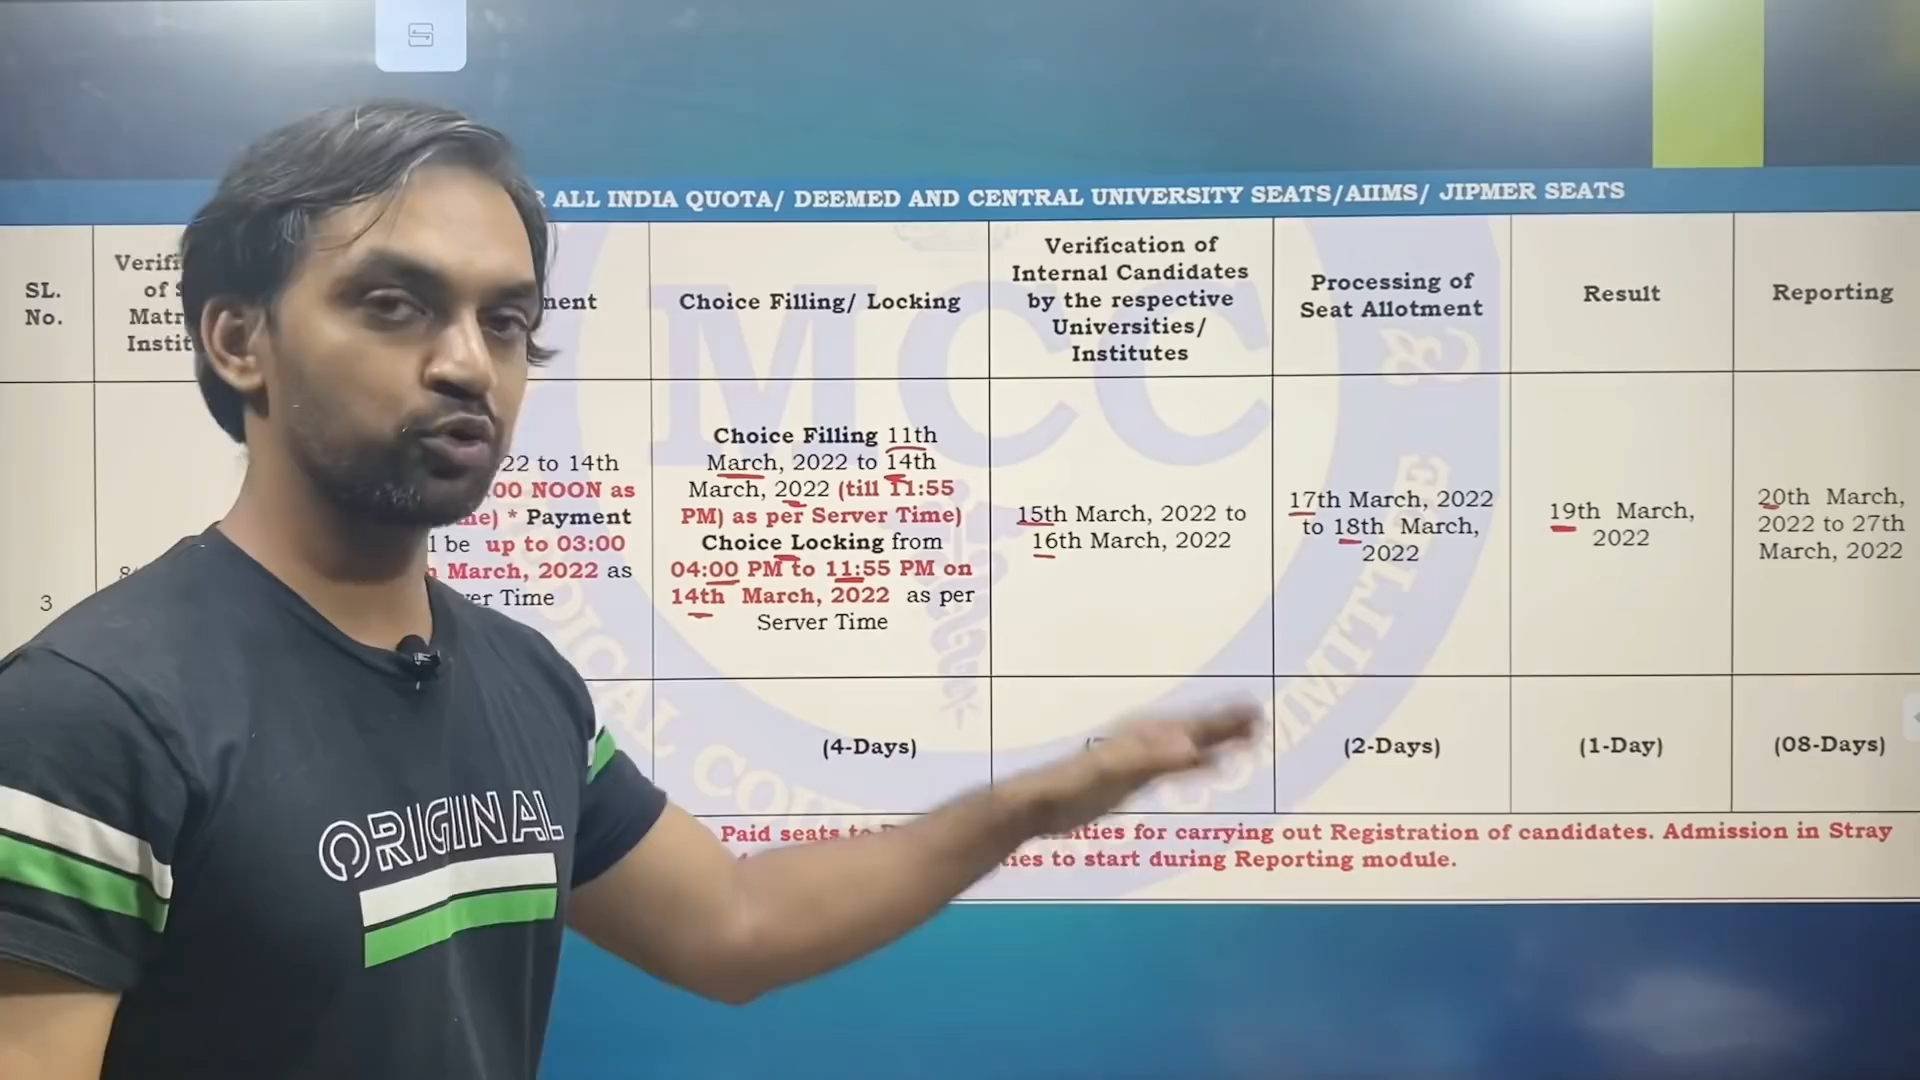 ALL INDIA QUOTA/ DEEMED AND CENTRAL UNIVERSITY SEATS/AIIMS/ JIPMER SEATS
SL.
No.
of
Choice Filling/ Locking
Verification of
Internal Candidates
by the respective
Universities/
Institutes
Processing of
Seat Allotment
Result
Reporting
3
22 to 14th
:00 NOON as
* Payment
be up to 03:00
March, 2022 as
Time
Choice Filling 11th
March, 2022 to 14th
March, 2022 (till 11:55
PM) as per Server Time)
Choice Locking from
04:00 PM to 11:55 PM on
14th March, 2022 as per
Server Time
15th March, 2022 to
16th March, 2022
17th March, 2022
to 18th March,
2022
19th March,
2022
20th March,
2022 to 27th
March, 2022
(4-Days)
(2-Days)
(1-Day)
(08-Days)
Paid seats to
for carrying out Registration of candidates. Admission in Stray
to start during Reporting module.
MCC
ORIGINAL